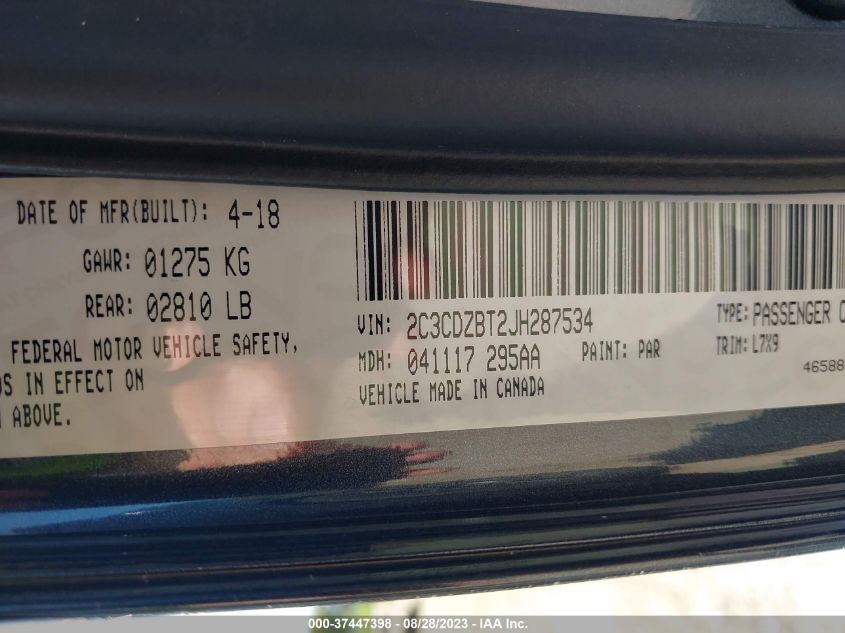 DATE OF MFR(BUILT): 4-18
GAWR: 01275 KG
REAR: 02810 LB
FEDERAL MOTOR VEHICLE SAFETY,
IN EFFECT ON
ABOVE.
VIN: 2C3CDZBT2JH287534
MDH: 041117 295AA PAINT: PAR
VEHICLE MADE IN CANADA
TYPE: PASSENGER
TRIM: L7X9
46588
000-37447398 - 08/28/2023 - IAA Inc.